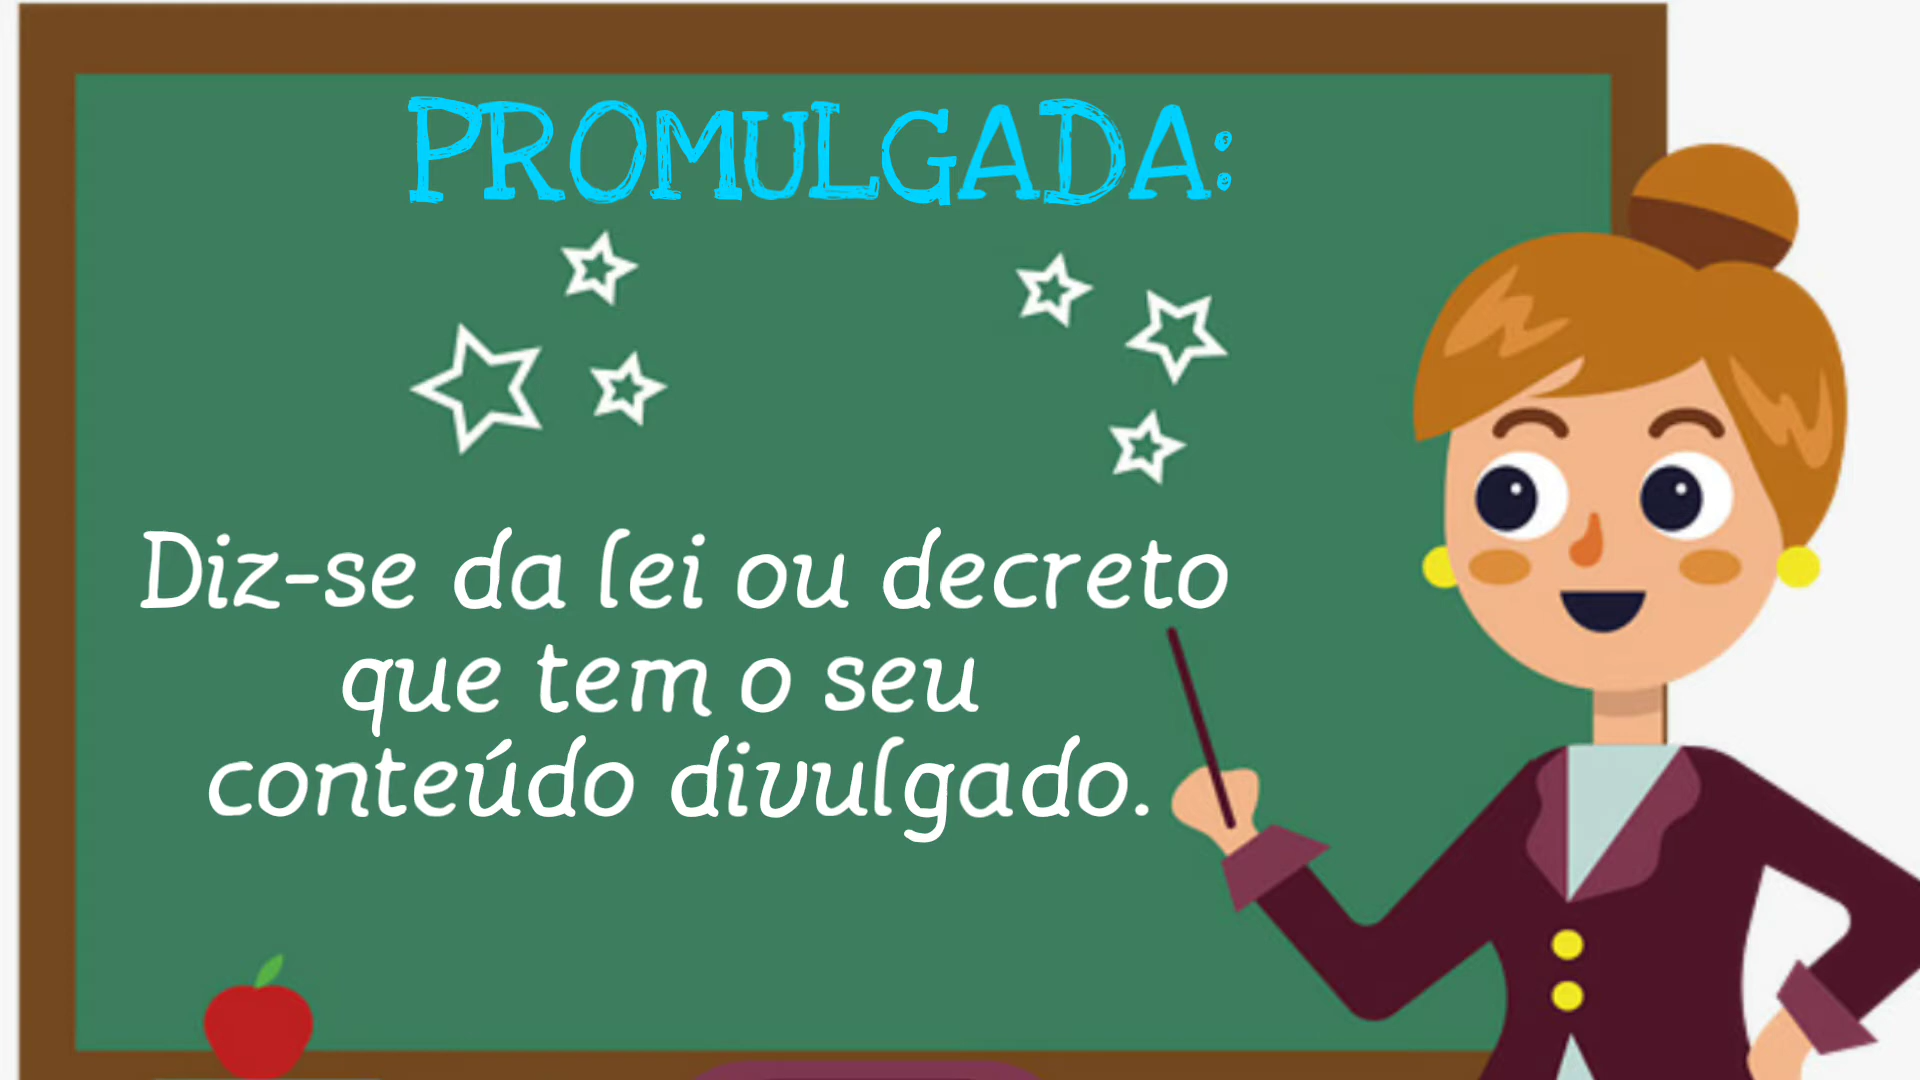 PROMULGADA:
Diz-se da lei ou decreto
que tem o seu
conteúdo divulgado.